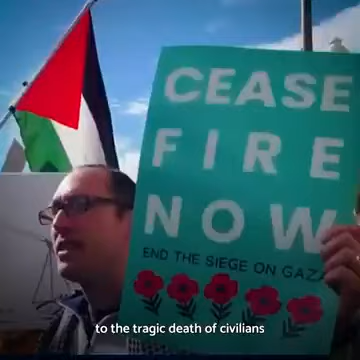 CEASE
FIRE
NOW
END THE SIEGE ON GAZA
to the tragic death of civilians